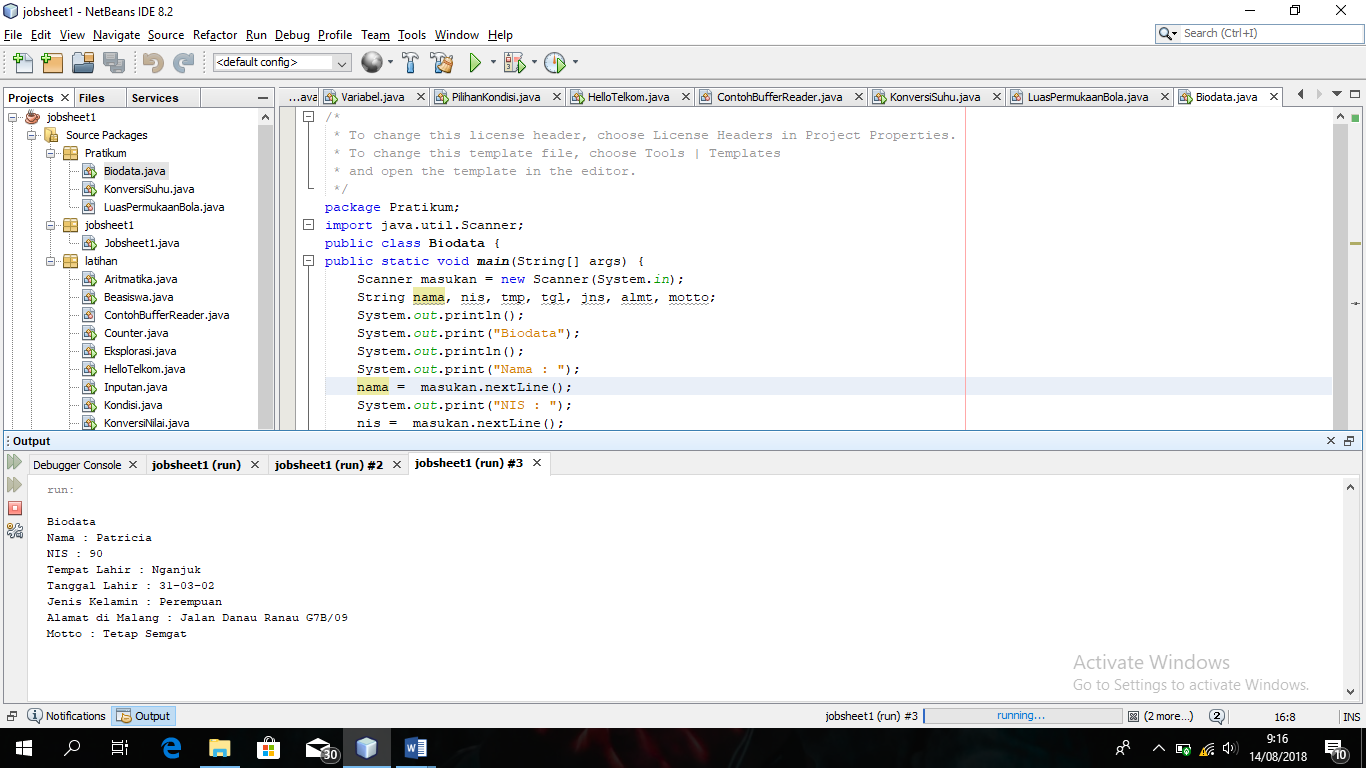 jobsheet1 - NetBeans IDE 8.2
File Edit View Navigate Source Refactor Run Debug Profile Team Tools Window Help
Search (Ctrl+I)
<default config>
Projects Files Services
...ava Variabel.java PilihanKondisi.java HelloTelkom.java ContohBufferReader.java KonversiSuhu.java LuasPermukaanBola.java Biodata.java
jobsheet1
Source Packages
Pratikum
Biodata.java
KonversiSuhu.java
LuasPermukaanBola.java
jobsheet1
Jobsheet1.java
latihan
Aritmatika.java
Beasiswa.java
ContohBufferReader.java
Counter.java
Eksplorasi.java
HelloTelkom.java
Inputan.java
Kondisi.java
KonversiNilai.java
/*
* To change this license header, choose License Headers in Project Properties.
* To change this template file, choose Tools | Templates
* and open the template in the editor.
*/
package Pratikum;
import java.util.Scanner;
public class Biodata {
public static void main(String[] args) {
Scanner masukan = new Scanner(System.in);
String nama, nis, tmp, tgl, jns, almt, motto;
System.out.println();
System.out.print("Biodata");
System.out.println();
System.out.print("Nama : ");
nama =  masukan.nextLine();
System.out.print("NIS : ");
nis =  masukan.nextLine();
Output
Debugger Console jobsheet1 (run) jobsheet1 (run) #2 jobsheet1 (run) #3
run:
Biodata
Nama : Patricia
NIS : 90
Tempat Lahir : Nganjuk
Tanggal Lahir : 31-03-02
Jenis Kelamin : Perempuan
Alamat di Malang : Jalan Danau Ranau G7B/09
Motto : Tetap Semgat
Activate Windows
Go to Settings to activate Windows.
Notifications Output
jobsheet1 (run) #3 running... (2 more...) 2 16:8 INS
30
9:16
14/08/2018
10